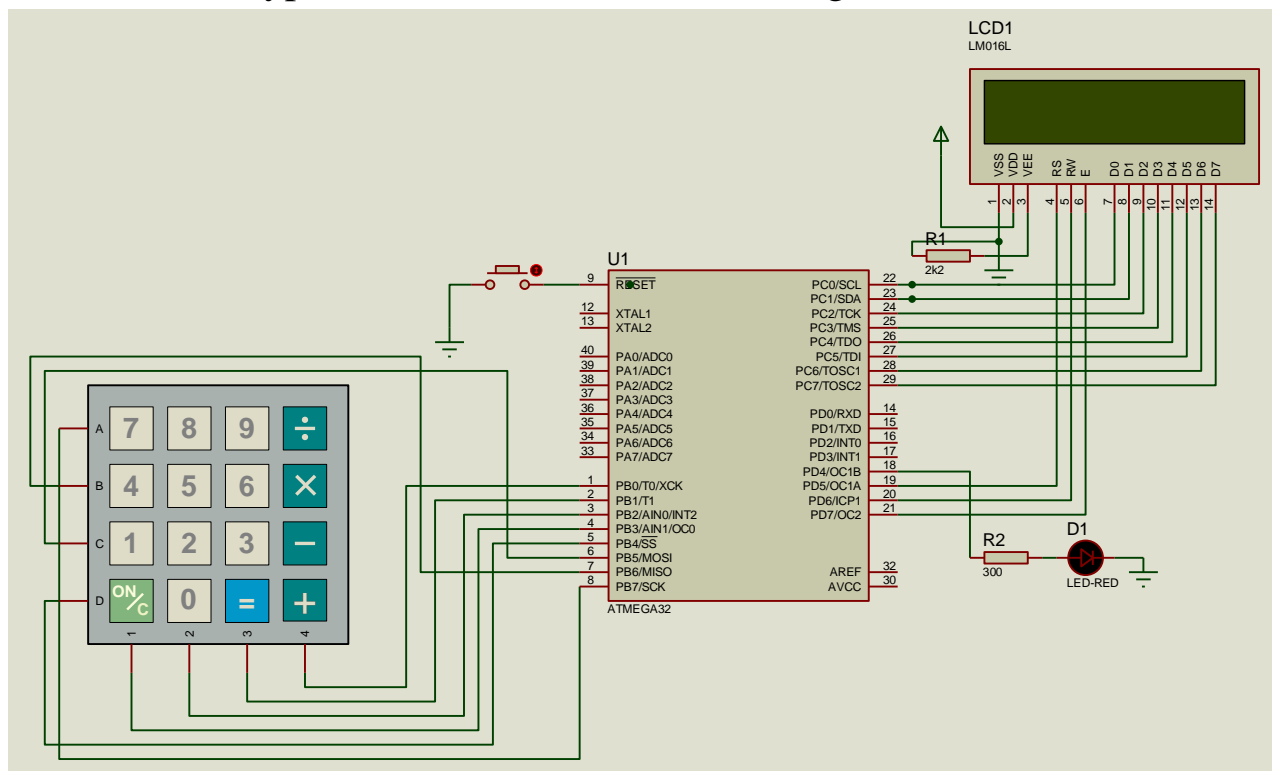 LCD1
LM016L
VSS VDD VEE RS RW E D0 D1 D2 D3 D4 D5 D6 D7
1 2 3 4 5 6 7 8 9 10 11 12 13 14
R1
2k2
U1
9 RESET PC0/SCL 22
PC1/SDA 23
12 XTAL1 PC2/TCK 24
13 XTAL2 PC3/TMS 25
PC4/TDO 26
40 PA0/ADC0 PC5/TDI 27
39 PA1/ADC1 PC6/TOSC1 28
38 PA2/ADC2 PC7/TOSC2 29
37 PA3/ADC3
36 PA4/ADC4 PD0/RXD 14
35 PA5/ADC5 PD1/TXD 15
34 PA6/ADC6 PD2/INT0 16
33 PA7/ADC7 PD3/INT1 17
PD4/OC1B 18
1 PB0/T0/XCK PD5/OC1A 19
2 PB1/T1 PD6/ICP1 20
3 PB2/AIN0/INT2 PD7/OC2 21
4 PB3/AIN1/OC0
5 PB4/SS
6 PB5/MOSI
7 PB6/MISO AREF 32
8 PB7/SCK AVCC 30
ATMEGA32
R2
300
D1
LED-RED
A 7 8 9 ÷
B 4 5 6 ×
C 1 2 3 −
D ON/C 0 = +
1 2 3 4